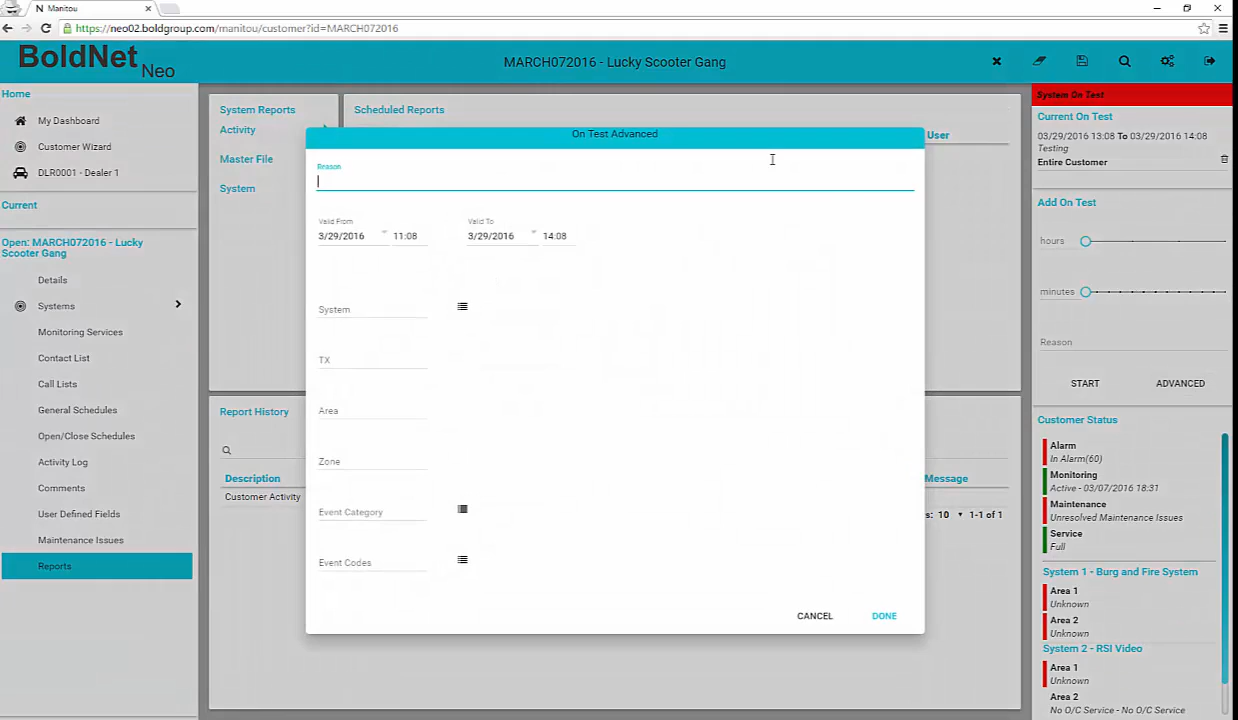 N Manitou
https://neo02.boldgroup.com/manitou/customer?id=MARCH072016
BoldNet Neo
MARCH072016 - Lucky Scooter Gang
Home
My Dashboard
Customer Wizard
DLR0001 - Dealer 1
Current
Open: MARCH072016 - Lucky
Scooter Gang
Details
Systems
Monitoring Services
Contact List
Call Lists
General Schedules
Open/Close Schedules
Activity Log
Comments
User Defined Fields
Maintenance Issues
Reports
System Reports
Activity
Master File
System
Scheduled Reports
User
Report History
Description
Message
Customer Activity
s: 10 1-1 of 1
On Test Advanced
Reason
Valid From
Valid To
3/29/2016 11:08
3/29/2016 14:08
System
TX
Area
Zone
Event Category
Event Codes
CANCEL
DONE
System On Test
Current On Test
03/29/2016 13:08 To 03/29/2016 14:08
Testing
Entire Customer
Add On Test
hours
minutes
Reason
START
ADVANCED
Customer Status
Alarm
In Alarm(60)
Monitoring
Active - 03/07/2016 18:31
Maintenance
Unresolved Maintenance Issues
Service
Full
System 1 - Burg and Fire System
Area 1
Unknown
Area 2
Unknown
System 2 - RSI Video
Area 1
Unknown
Area 2
No O/C Service - No O/C Service